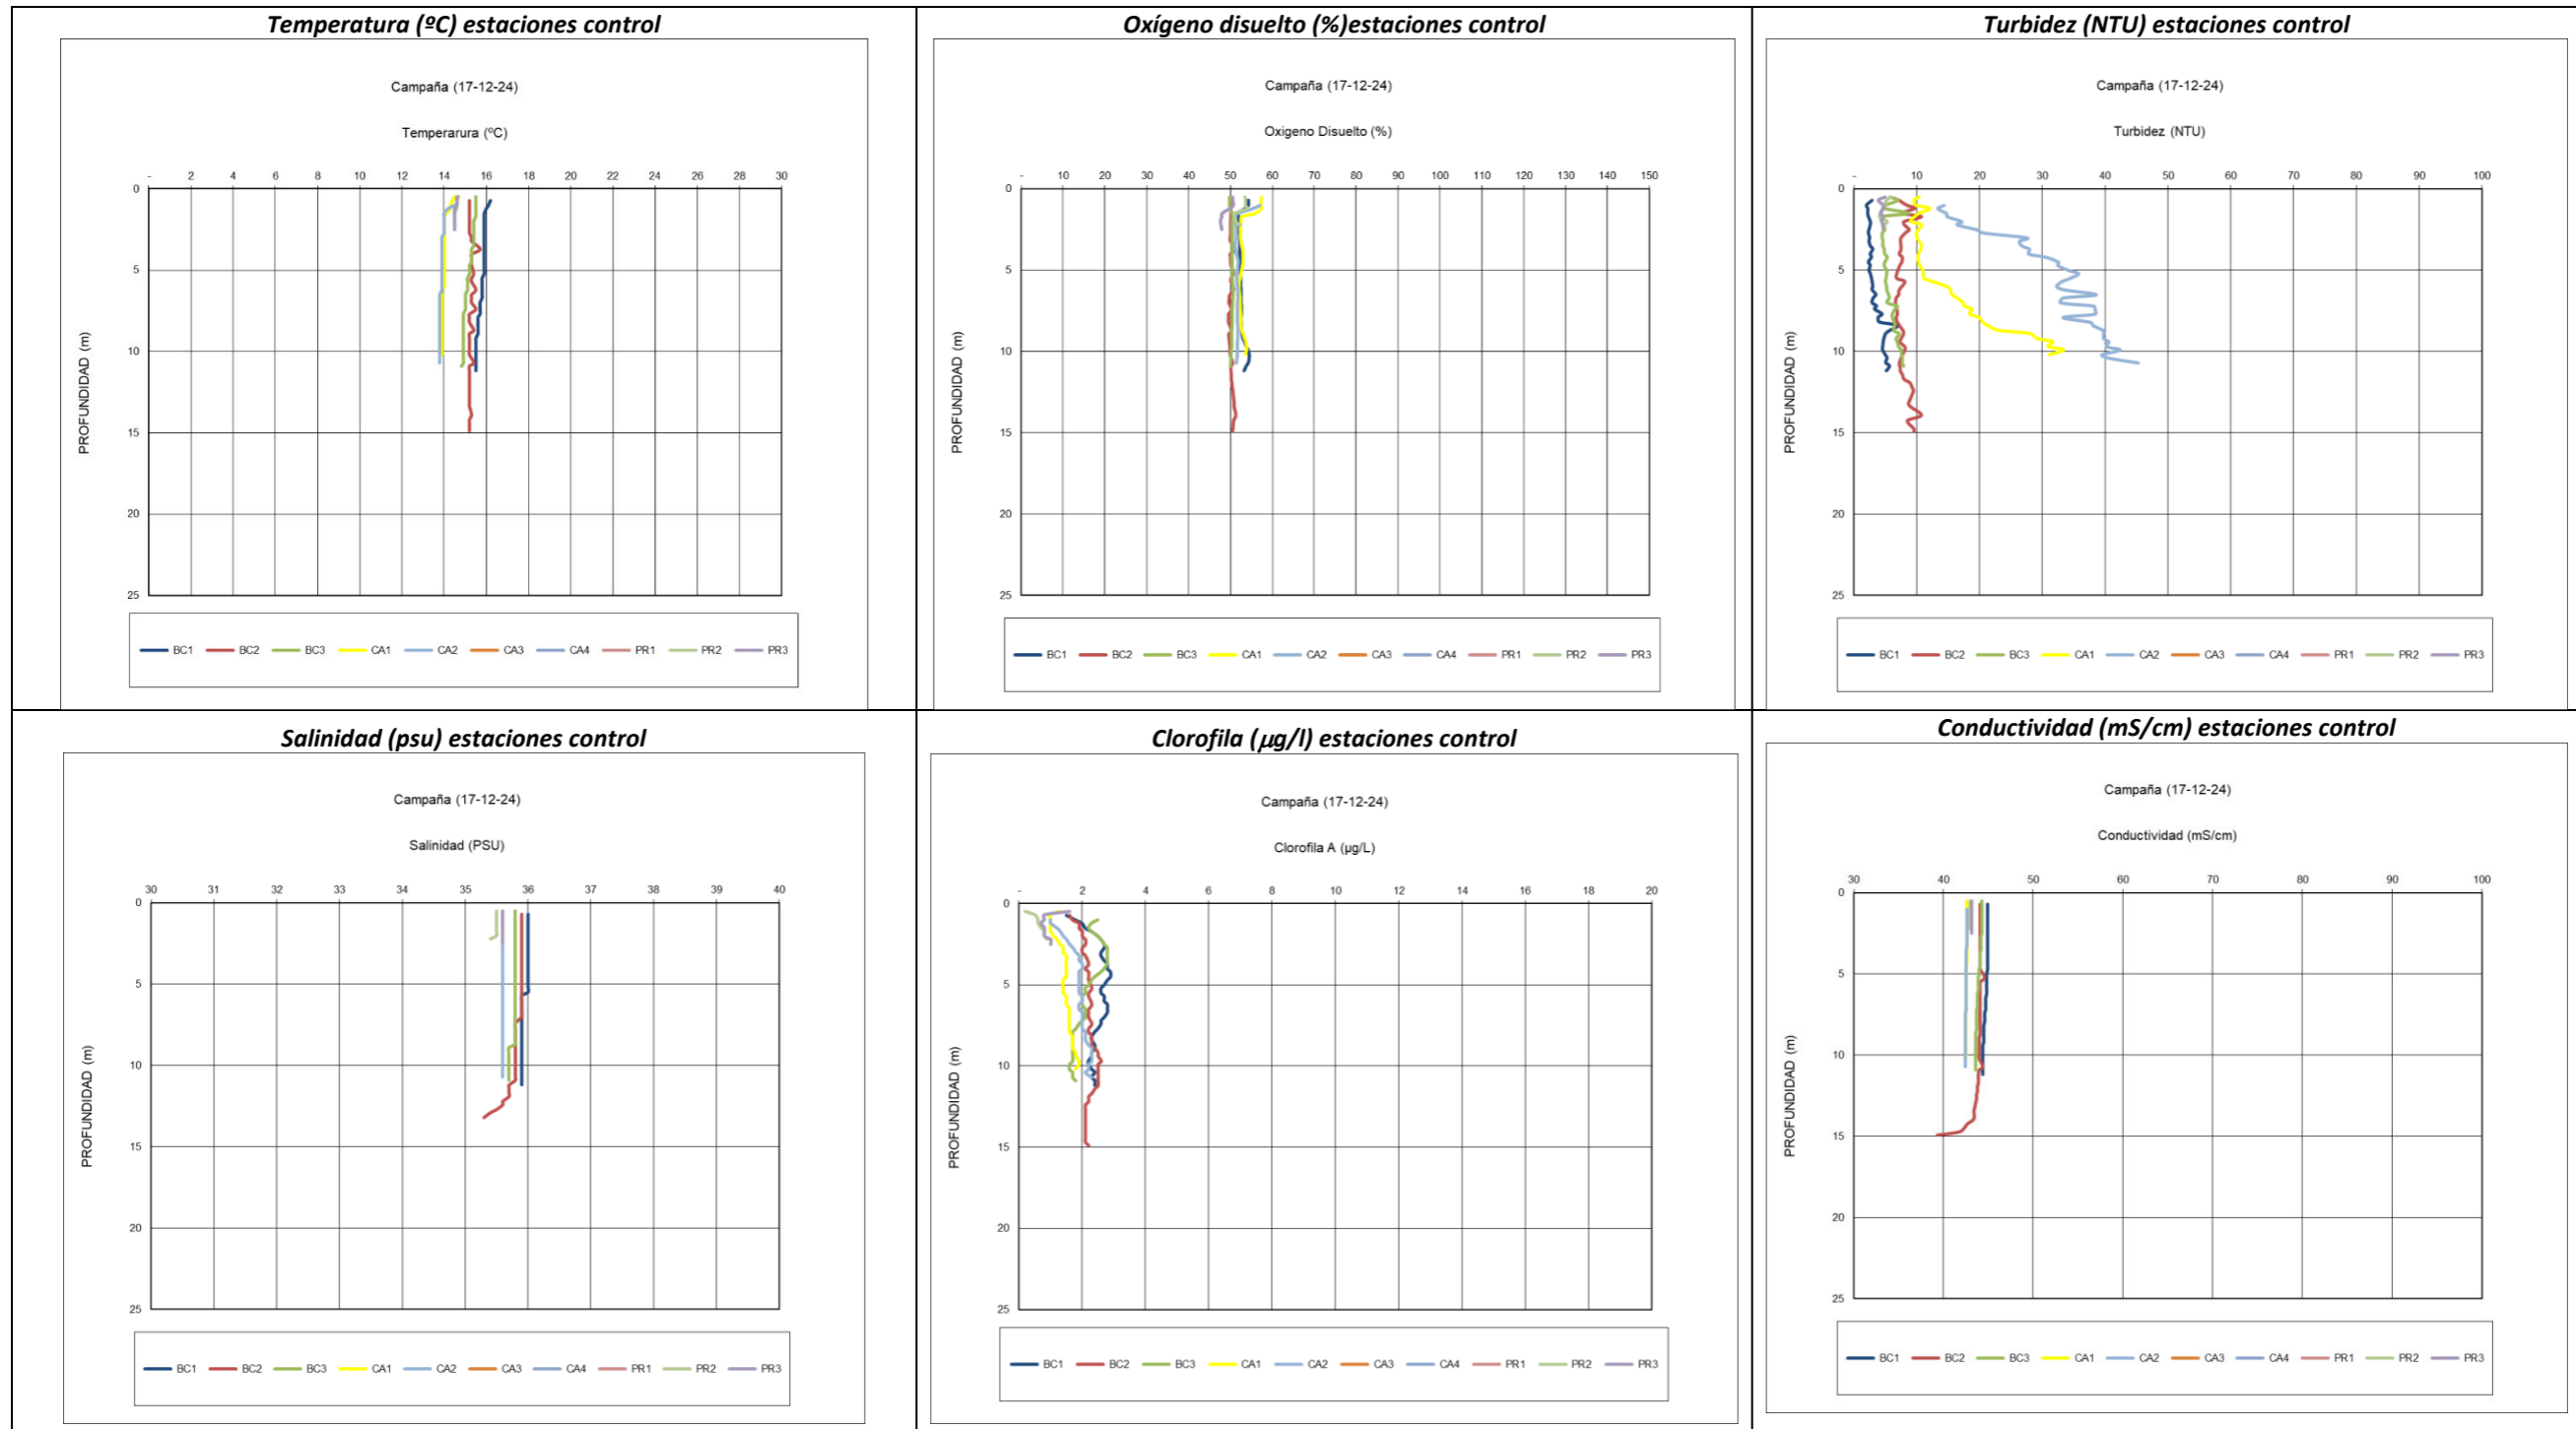 Temperatura (ºC) estaciones control
Campaña (17-12-24)
Temperarura (ºC)
- 2 4 6 8 10 12 14 16 18 20 22 24 26 28 30
0
5
10
15
20
25
PROFUNDIDAD (m)
BC1 BC2 BC3 CA1 CA2 CA3 CA4 PR1 PR2 PR3
Oxígeno disuelto (%)estaciones control
Campaña (17-12-24)
Oxigeno Disuelto (%)
- 10 20 30 40 50 60 70 80 90 100 110 120 130 140 150
0
5
10
15
20
25
PROFUNDIDAD (m)
BC1 BC2 BC3 CA1 CA2 CA3 CA4 PR1 PR2 PR3
Turbidez (NTU) estaciones control
Campaña (17-12-24)
Turbidez (NTU)
- 10 20 30 40 50 60 70 80 90 100
0
5
10
15
20
25
PROFUNDIDAD (m)
BC1 BC2 BC3 CA1 CA2 CA3 CA4 PR1 PR2 PR3
Salinidad (psu) estaciones control
Campaña (17-12-24)
Salinidad (PSU)
30 31 32 33 34 35 36 37 38 39 40
0
5
10
15
20
25
PROFUNDIDAD (m)
BC1 BC2 BC3 CA1 CA2 CA3 CA4 PR1 PR2 PR3
Clorofila (µg/l) estaciones control
Campaña (17-12-24)
Clorofila A (µg/L)
- 2 4 6 8 10 12 14 16 18 20
0
5
10
15
20
25
PROFUNDIDAD (m)
BC1 BC2 BC3 CA1 CA2 CA3 CA4 PR1 PR2 PR3
Conductividad (mS/cm) estaciones control
Campaña (17-12-24)
Conductividad (mS/cm)
30 40 50 60 70 80 90 100
0
5
10
15
20
25
PROFUNDIDAD (m)
BC1 BC2 BC3 CA1 CA2 CA3 CA4 PR1 PR2 PR3